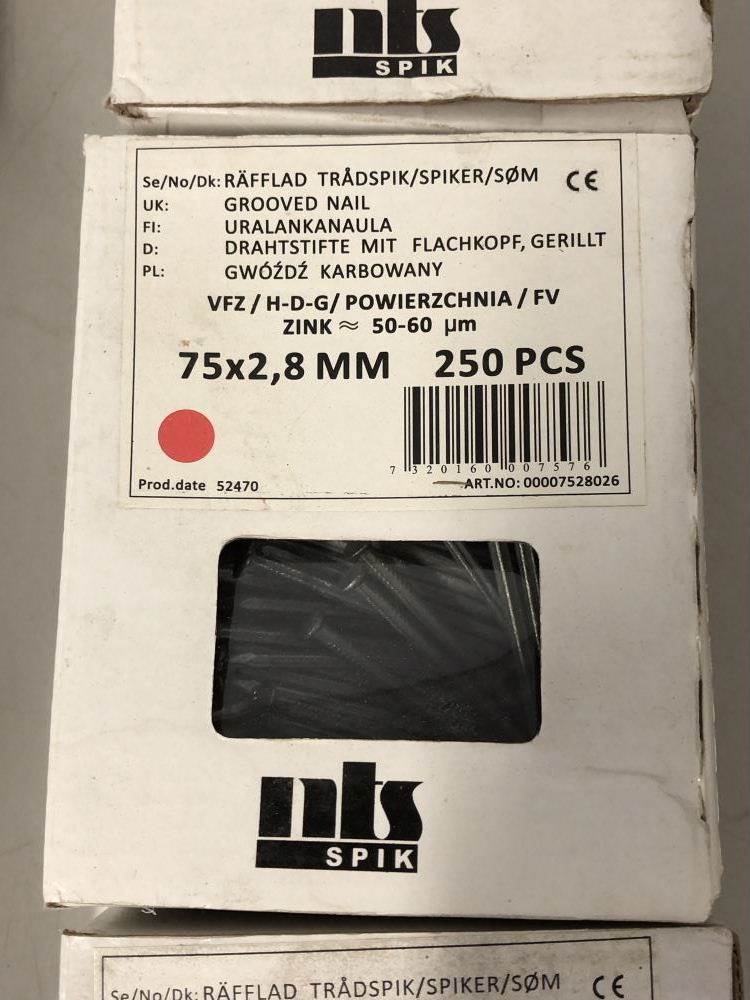 nts
SPIK
Se/No/Dk: RÄFFLAD TRÅDSPIK/SPIKER/SØM CE
UK: GROOVED NAIL
FI: URALANKANAULA
D: DRAHTSTIFTE MIT FLACHKOPF, GERILLT
PL: GWÓŹDŹ KARBOWANY
VFZ / H-D-G/ POWIERZCHNIA / FV
ZINK ≈ 50-60 µm
75x2,8 MM 250 PCS
7 320160 007576
Prod.date 52470 ART.NO: 00007528026
nts
SPIK
Se/No/Dk: RÄFFLAD TRÅDSPIK/SPIKER/SØM CE